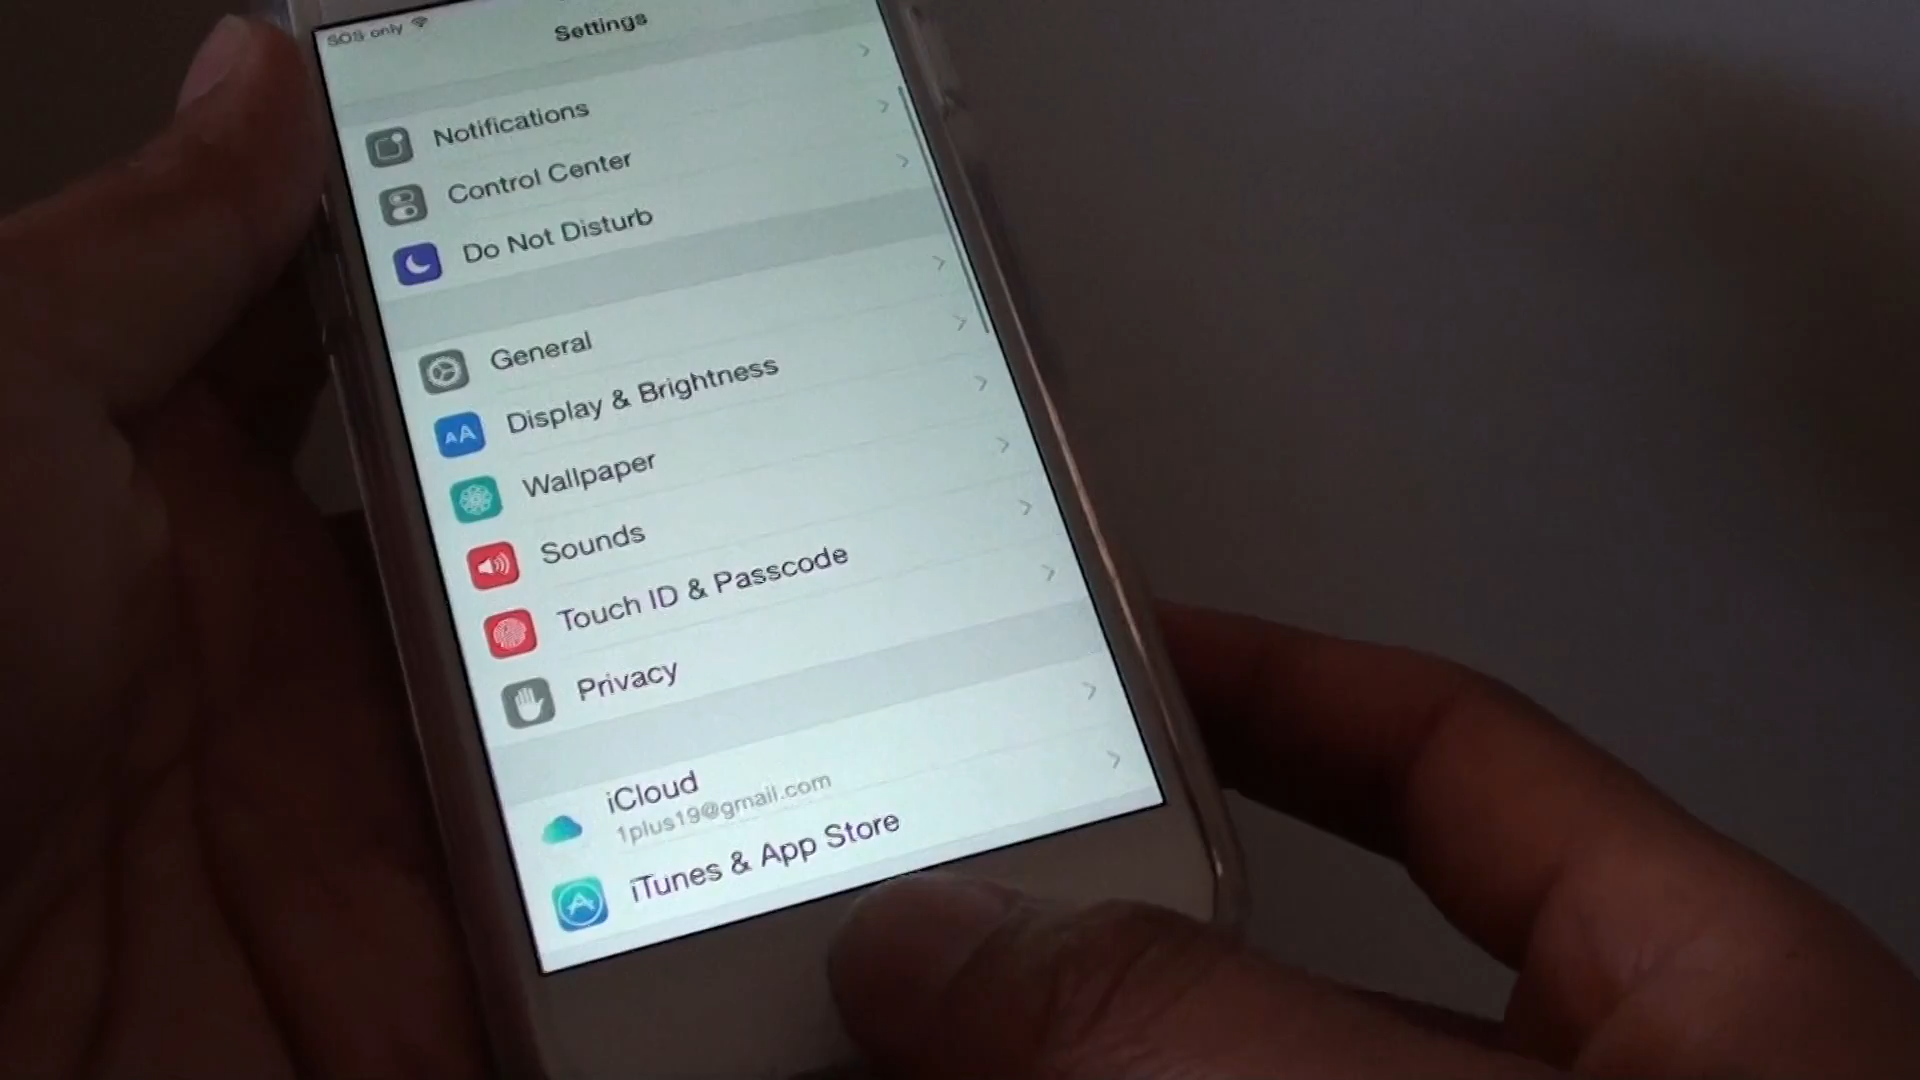 SOS only
Settings
Notifications
Control Center
Do Not Disturb
General
AA Display & Brightness
Wallpaper
Sounds
Touch ID & Passcode
Privacy
iCloud
1plus19@gmail.com
iTunes & App Store